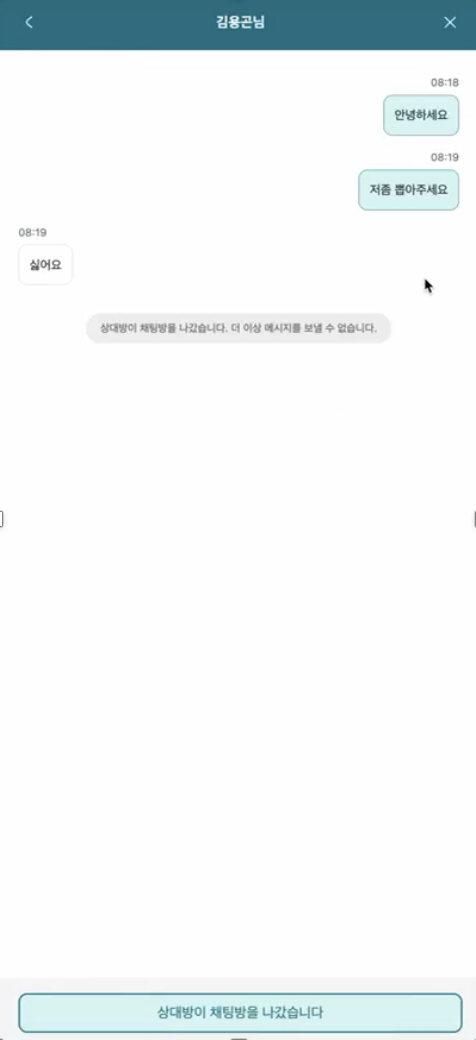 김용곤님
08:18
안녕하세요
08:19
저좀 뽑아주세요
08:19
싫어요
상대방이 채팅방을 나갔습니다. 더 이상 메시지를 보낼 수 없습니다.
상대방이 채팅방을 나갔습니다